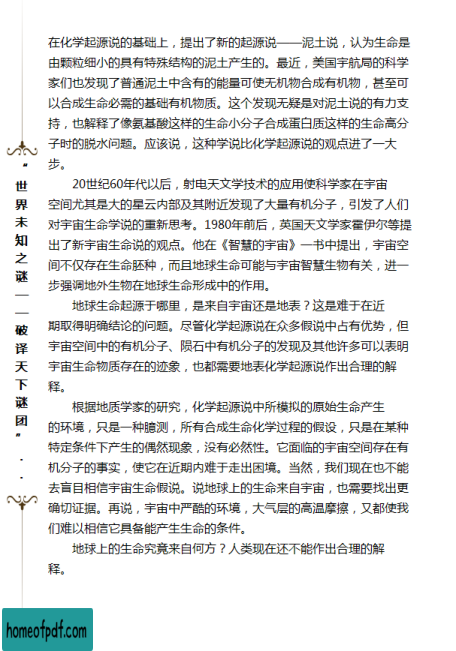 在化学起源说的基础上，提出了新的起源说——泥土说，认为生命是
由颗粒细小的具有特殊结构的泥土产生的。最近，美国宇航局的科学
家们也发现了普通泥土中含有的能量可使无机物合成有机物，甚至可
以合成生命必需的基础有机物质。这个发现无疑是对泥土说的有力支
持，也解释了像氨基酸这样的生命小分子合成蛋白质这样的生命高分
子时的脱水问题。应该说，这种学说比化学起源说的观点进了一大
步。
20世纪60年代以后，射电天文学技术的应用使科学家在宇宙
空间尤其是大的星云内部及其附近发现了大量有机分子，引发了人们
对宇宙生命学说的重新思考。1980年前后，英国天文学家霍伊尔等提
出了新宇宙生命说的观点。他在《智慧的宇宙》一书中提出，宇宙空
间不仅存在生命胚种，而且地球生命可能与宇宙智慧生物有关，进一
步强调地外生物在地球生命形成中的作用。
地球生命起源于哪里，是来自宇宙还是地表？这是难于在近
期取得明确结论的问题。尽管化学起源说在众多假说中占有优势，但
宇宙空间中的有机分子、陨石中有机分子的发现及其他许多可以表明
宇宙生命物质存在的迹象，也都需要地表化学起源说作出合理的解
释。
根据地质学家的研究，化学起源说中所模拟的原始生命产生
的环境，只是一种臆测，所有合成生命化学过程的假设，只是在某种
特定条件下产生的偶然现象，没有必然性。它面临的宇宙空间存在有
机分子的事实，使它在近期内难于走出困境。当然，我们现在也不能
去盲目相信宇宙生命假说。说地球上的生命来自宇宙，也需要找出更
确切证据。再说，宇宙中严酷的环境，大气层的高温摩擦，又都使我
们难以相信它具备能产生生命的条件。
地球上的生命究竟来自何方？人类现在还不能作出合理的解
释。
“世界未知之谜——破译天下谜团”..
homeofpdf.com